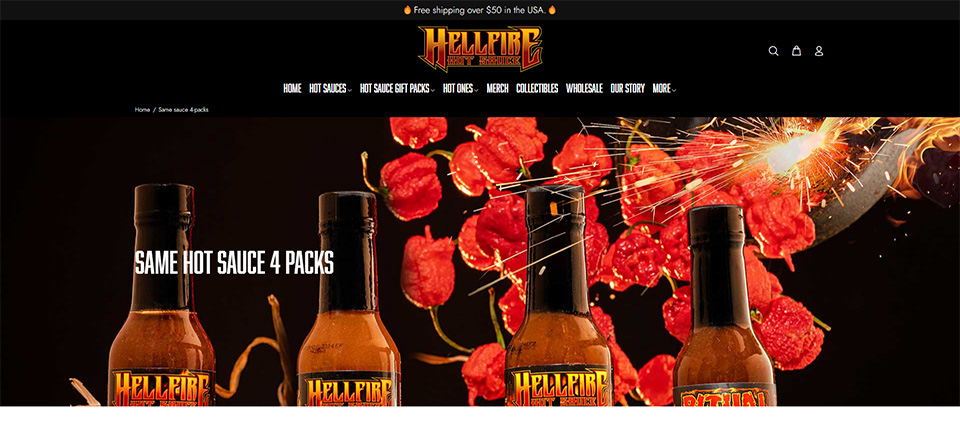 Free shipping over $50 in the USA.
HELLFIRE
HOT SAUCE
HOME HOT SAUCES HOT SAUCE GIFT PACKS HOT ONES MERCH COLLECTIBLES WHOLESALE OUR STORY MORE
Home / Same sauce 4-packs
SAME HOT SAUCE 4 PACKS
HELLFIRE
HOT SAUCE
HELLFIRE
HOT SAUCE
HELLFIRE
HOT SAUCE
RITUAL